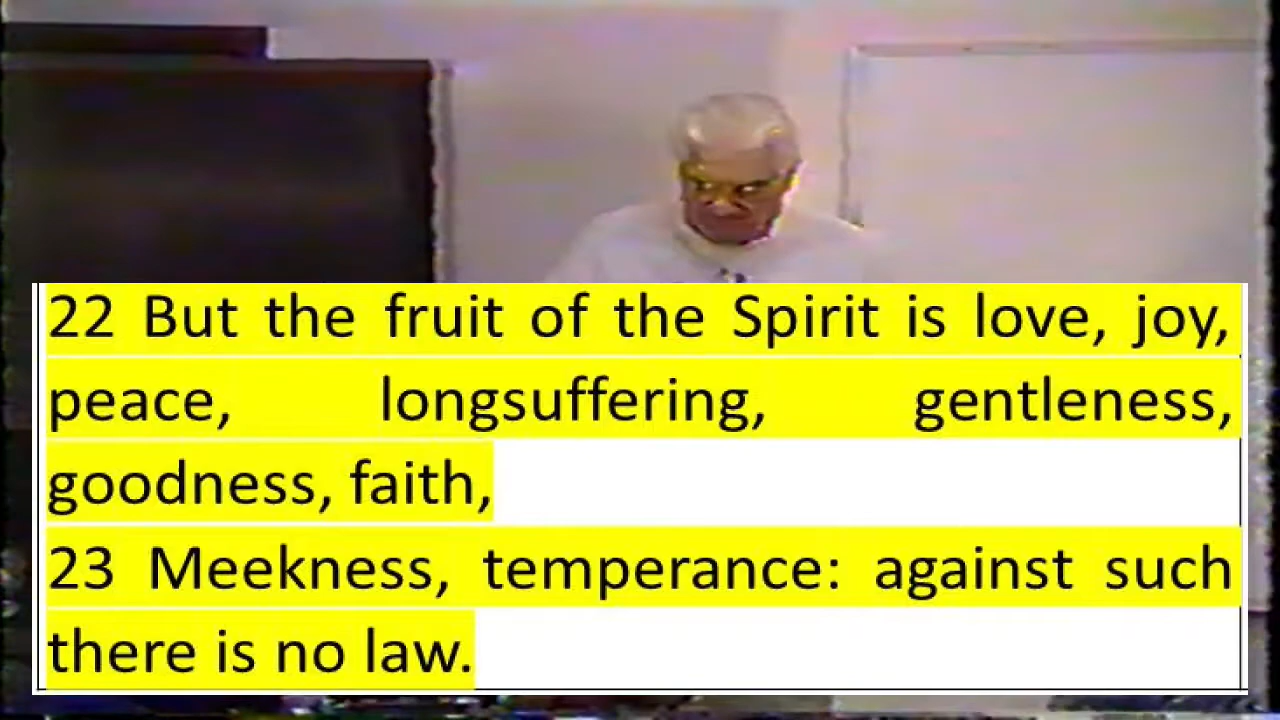 22 But the fruit of the Spirit is love, joy,
peace, longsuffering, gentleness,
goodness, faith,
23 Meekness, temperance: against such
there is no law.